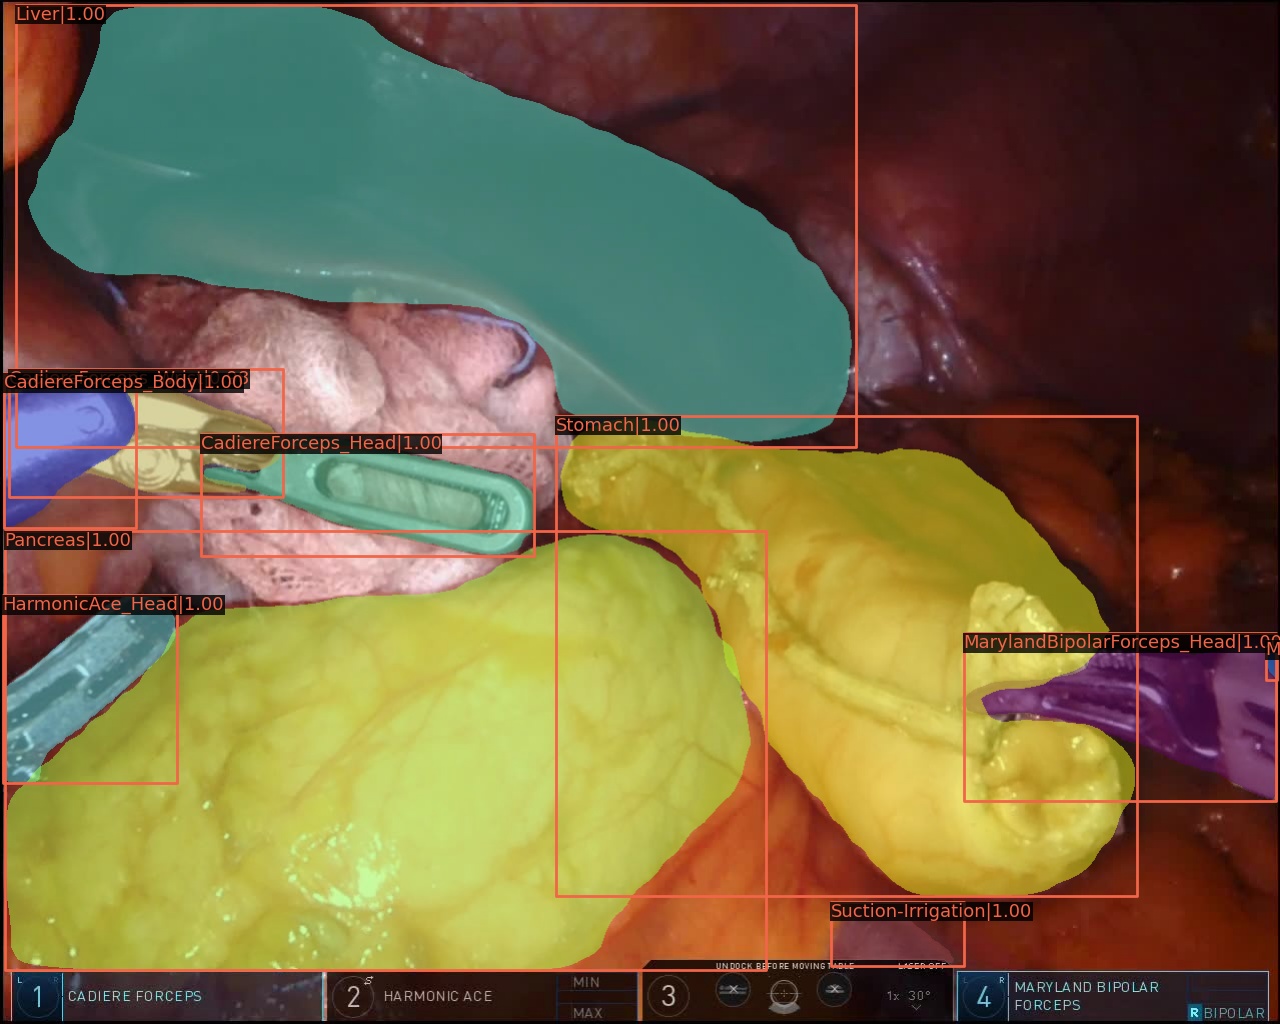 Liver|1.00
CadiereForceps_Body|1.00
CadiereForceps_Head|1.00
Stomach|1.00
Pancreas|1.00
HarmonicAce_Head|1.00
MarylandBipolarForceps_Head|1.00
M
Suction-Irrigation|1.00
UNDOCK BEFORE MOVING TABLE
LASER OFF
L R
1 CADIERE FORCEPS
2 S HARMONIC ACE
MIN
MAX
3
1x 30°
L R
4 MARYLAND BIPOLAR
FORCEPS
R BIPOLAR